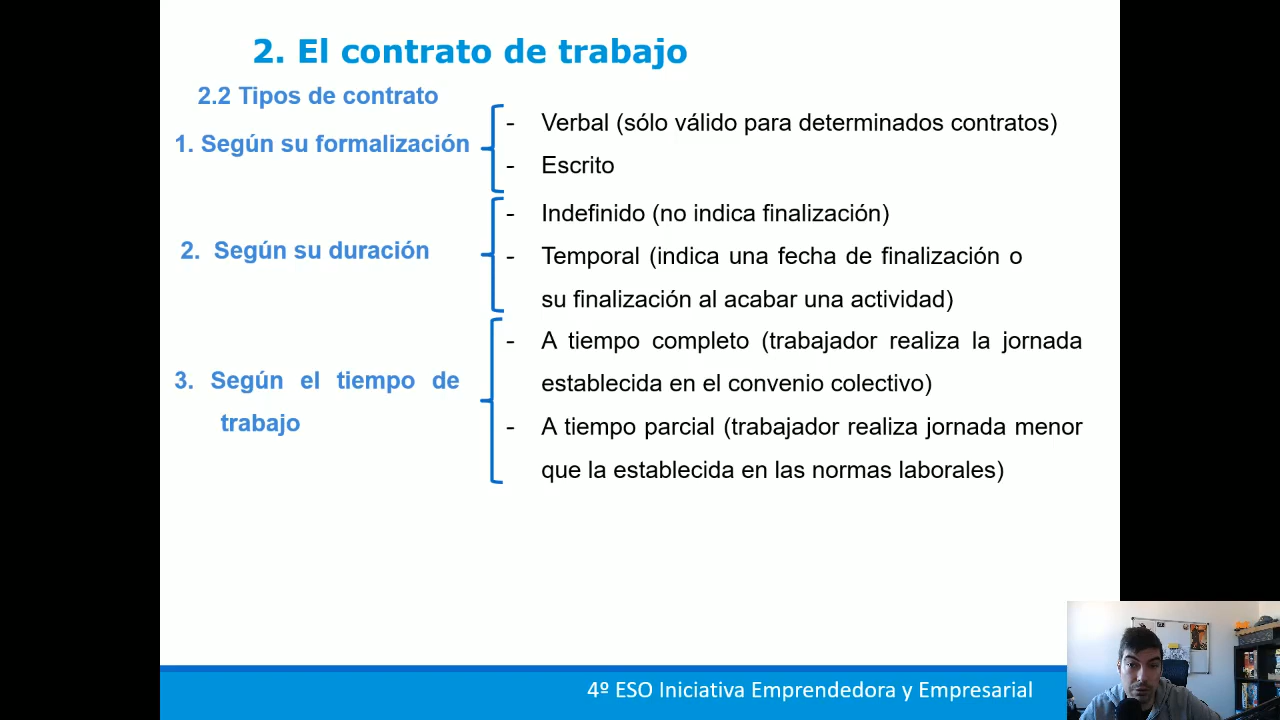 2. El contrato de trabajo
2.2 Tipos de contrato
1. Según su formalización
- Verbal (sólo válido para determinados contratos)
- Escrito
2. Según su duración
- Indefinido (no indica finalización)
- Temporal (indica una fecha de finalización o
su finalización al acabar una actividad)
3. Según el tiempo de
trabajo
- A tiempo completo (trabajador realiza la jornada
establecida en el convenio colectivo)
- A tiempo parcial (trabajador realiza jornada menor
que la establecida en las normas laborales)
4º ESO Iniciativa Emprendedora y Empresarial